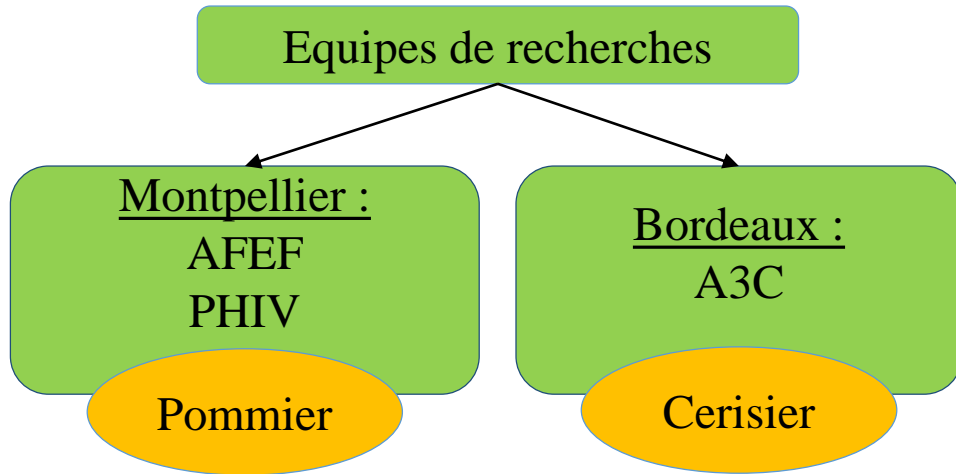 Equipes de recherches
Montpellier :
AFEF
PHIV
Pommier
Bordeaux :
A3C
Cerisier